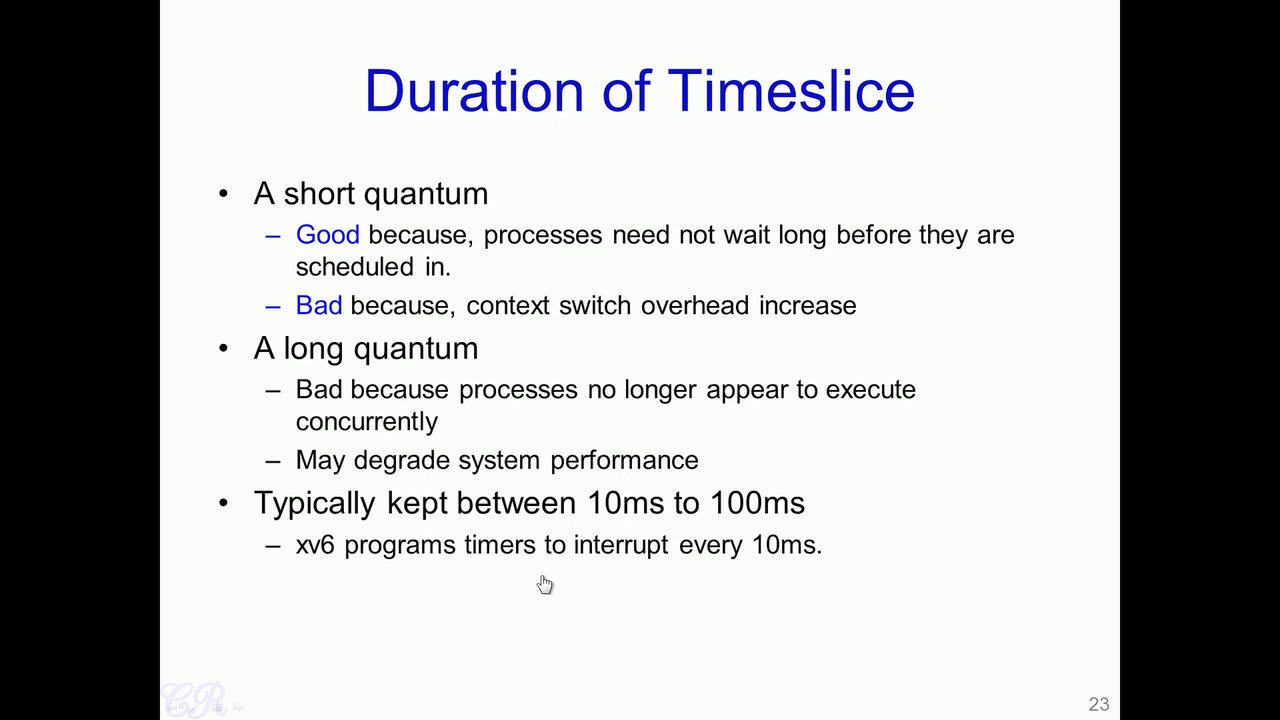 Duration of Timeslice
• A short quantum
– Good because, processes need not wait long before they are
scheduled in.
– Bad because, context switch overhead increase
• A long quantum
– Bad because processes no longer appear to execute
concurrently
– May degrade system performance
• Typically kept between 10ms to 100ms
– xv6 programs timers to interrupt every 10ms.
CR
23